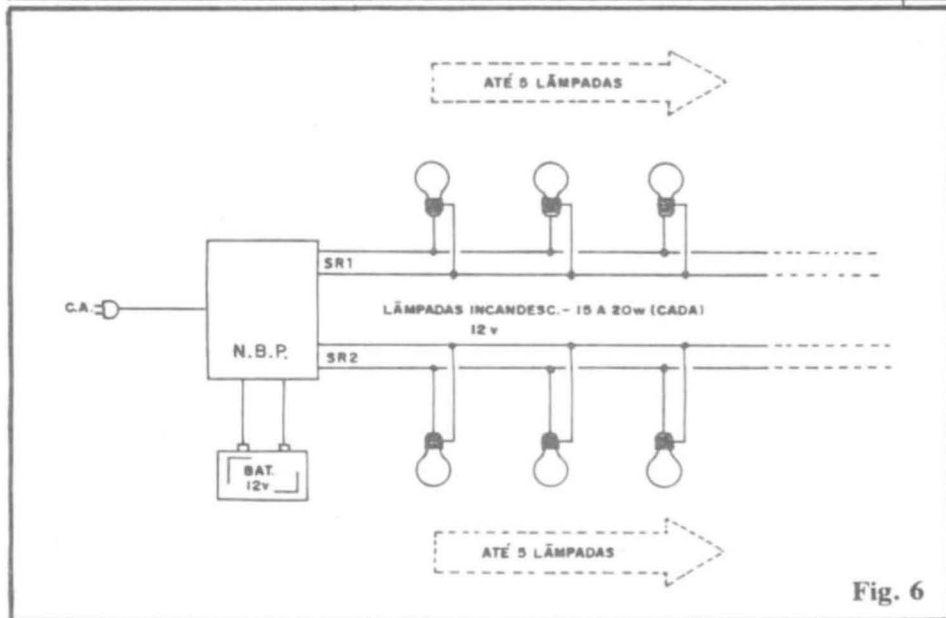 ATÉ 5 LÂMPADAS
SR1
C.A.
LÂMPADAS INCANDESC.- 15 A 20w (CADA)
12 v
N.B.P.
SR2
BAT.
12v
ATÉ 5 LÂMPADAS
Fig. 6